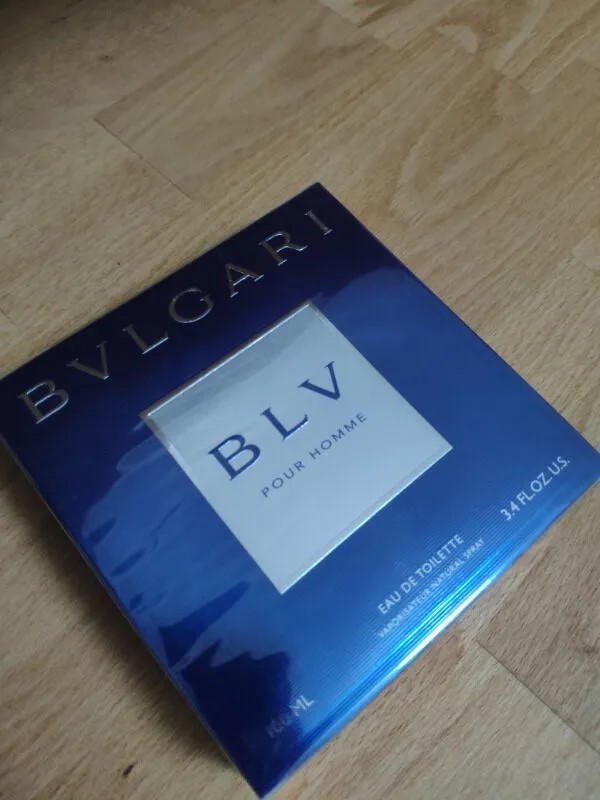 BVLGARI
BLV
POUR HOMME
EAU DE TOILETTE
VAPORISATEUR NATURAL SPRAY
100 ML
3.4 FL.OZ.U.S.